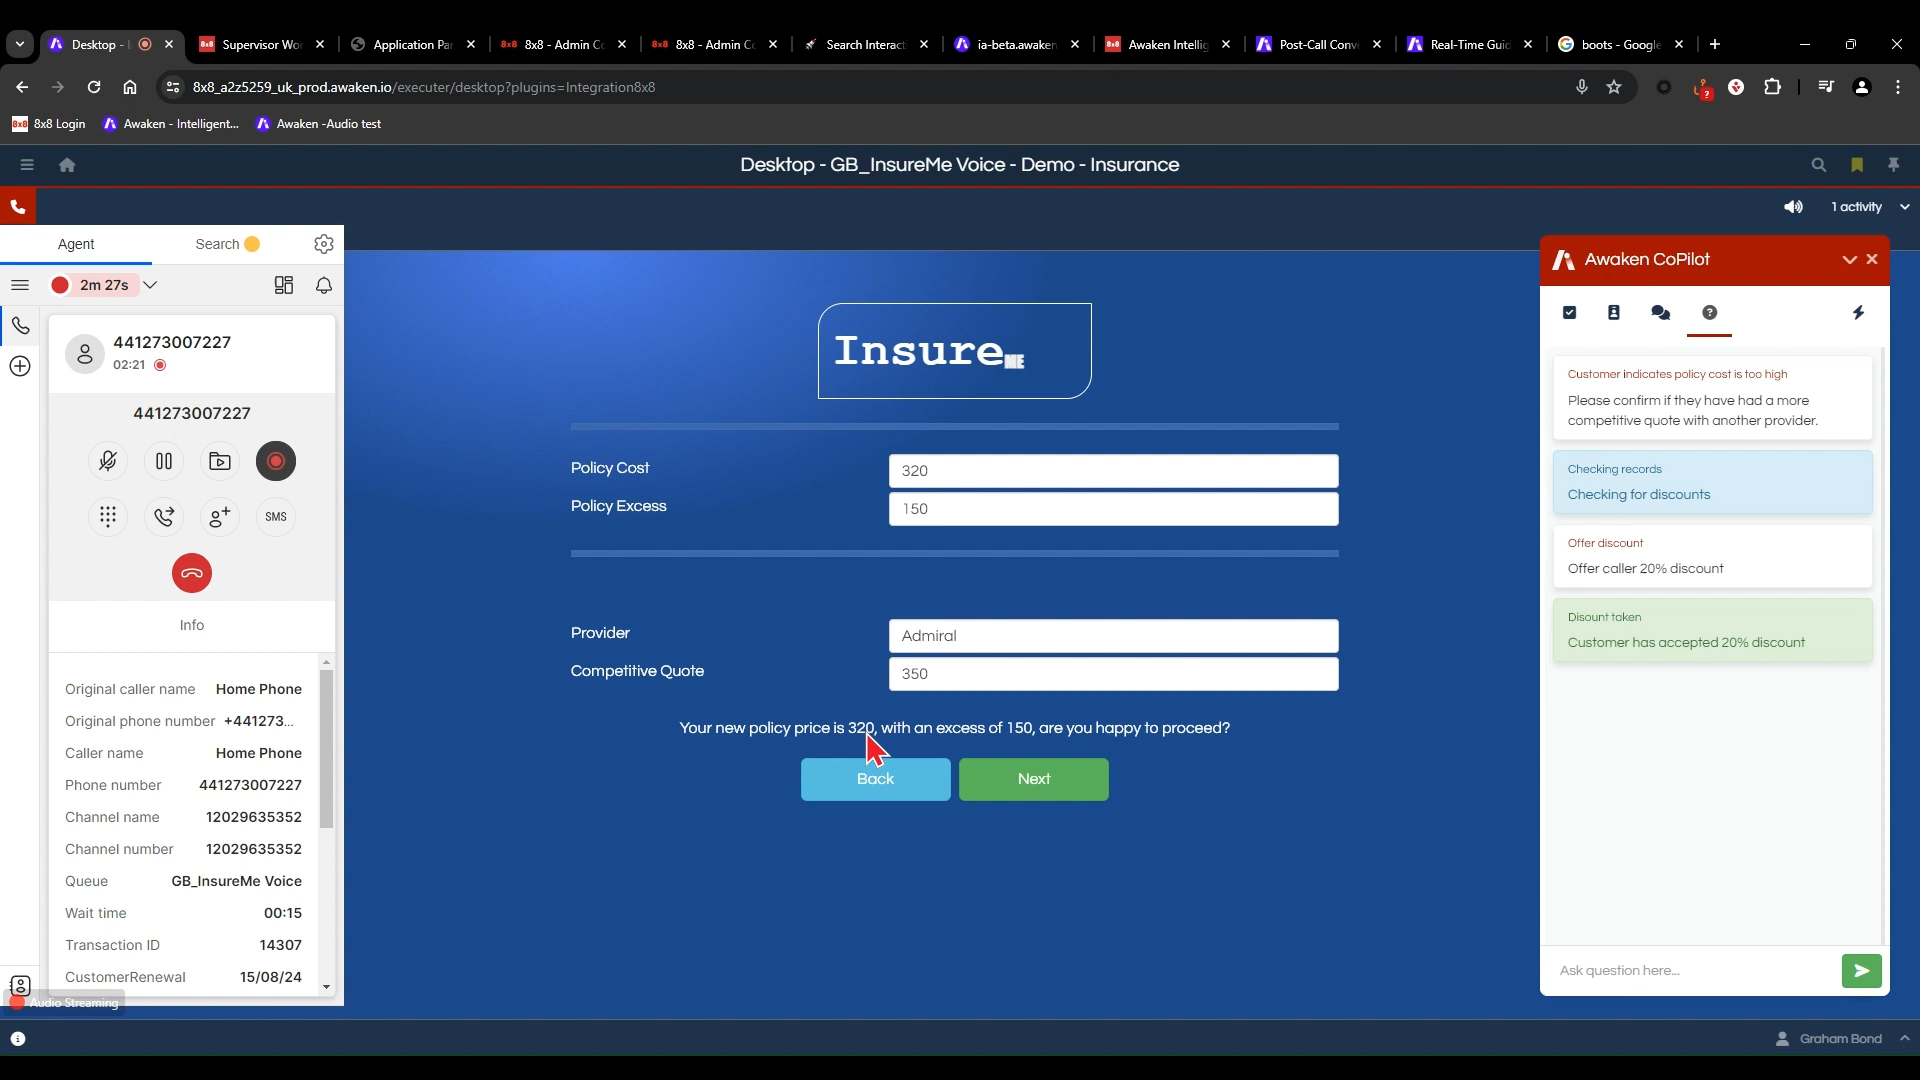 Desktop - I
Supervisor Wo
Application Pa
8x8 - Admin C
8x8 - Admin C
Search Interact
ia-beta.awaken
Awaken Intellig
Post-Call Conv
Real-Time Guid
boots - Google
8x8_a2z5259_uk_prod.awaken.io/executer/desktop?plugins=Integration8x8
8x8 Login
Awaken - Intelligent...
Awaken -Audio test
Desktop - GB_InsureMe Voice - Demo - Insurance
1 activity
Agent
Search
2m 27s
441273007227
02:21
441273007227
SMS
Info
Original caller name Home Phone
Original phone number +441273...
Caller name Home Phone
Phone number 441273007227
Channel name 12029635352
Channel number 12029635352
Queue GB_InsureMe Voice
Wait time 00:15
Transaction ID 14307
CustomerRenewal 15/08/24
Audio Streaming
InsureME
Policy Cost 320
Policy Excess 150
Provider Admiral
Competitive Quote 350
Your new policy price is 320, with an excess of 150, are you happy to proceed?
Back
Next
Awaken CoPilot
Customer indicates policy cost is too high
Please confirm if they have had a more
competitive quote with another provider.
Checking records
Checking for discounts
Offer discount
Offer caller 20% discount
Disount taken
Customer has accepted 20% discount
Ask question here...
Graham Bond